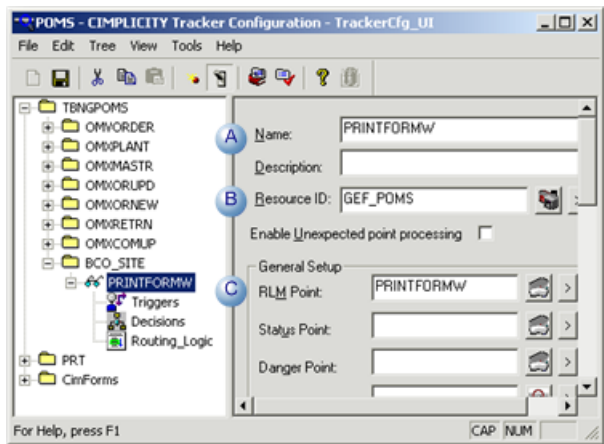 POMS - CIMPLICITY Tracker Configuration - TrackerCfg_UI
File Edit Tree View Tools Help
TBNGPOMS
OMVORDER
OMXPLANT
OMXMASTR
OMXORUPD
OMXORNEW
OMXRETRN
OMXCOMUP
BCO_SITE
PRINTFORMW
Triggers
Decisions
Routing_Logic
PRT
CimForms
A Name: PRINTFORMW
Description:
B Resource ID: GEF_POMS
Enable Unexpected point processing
General Setup
C RLM Point: PRINTFORMW
Status Point:
Danger Point:
For Help, press F1
CAP NUM